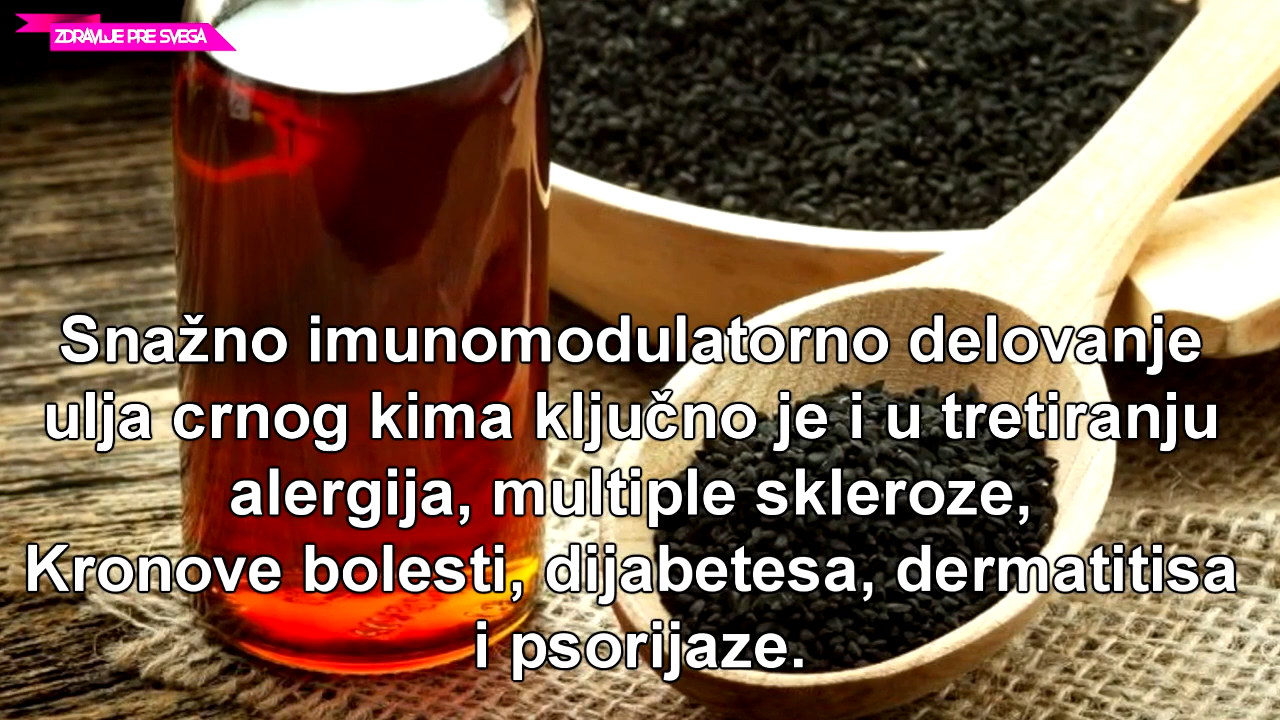 ZDRAVLJE PRE SVEGA
Snažno imunomodulatorno delovanje
ulja crnog kima ključno je i u tretiranju
alergija, multiple skleroze,
Kronove bolesti, dijabetesa, dermatitisa
i psorijaze.